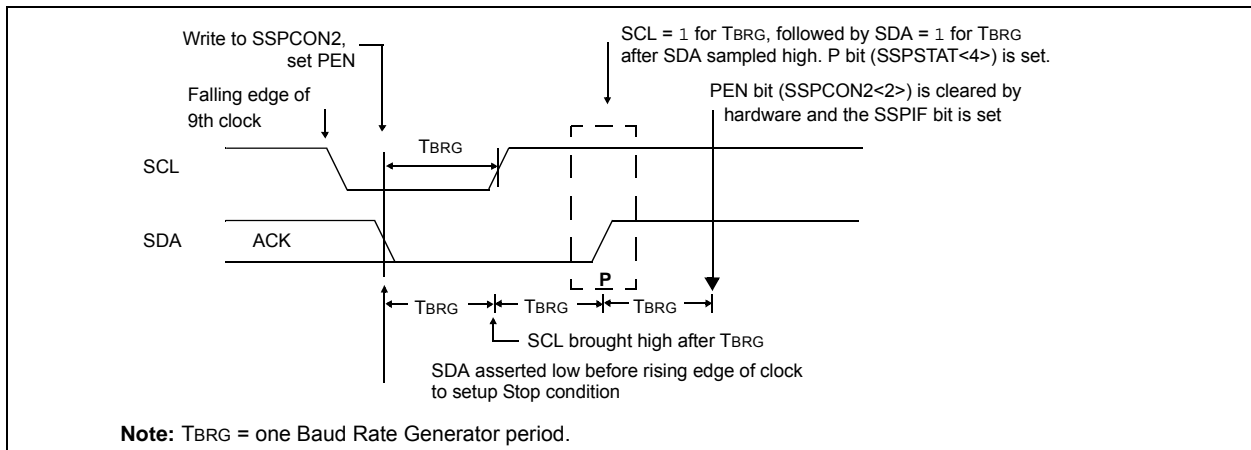 Write to SSPCON2,
set PEN
SCL = 1 for TBRG, followed by SDA = 1 for TBRG
after SDA sampled high. P bit (SSPSTAT<4>) is set.
Falling edge of
9th clock
PEN bit (SSPCON2<2>) is cleared by
hardware and the SSPIF bit is set
TBRG
SCL
SDA
ACK
P
TBRG
TBRG
TBRG
SCL brought high after TBRG
SDA asserted low before rising edge of clock
to setup Stop condition
Note: TBRG = one Baud Rate Generator period.